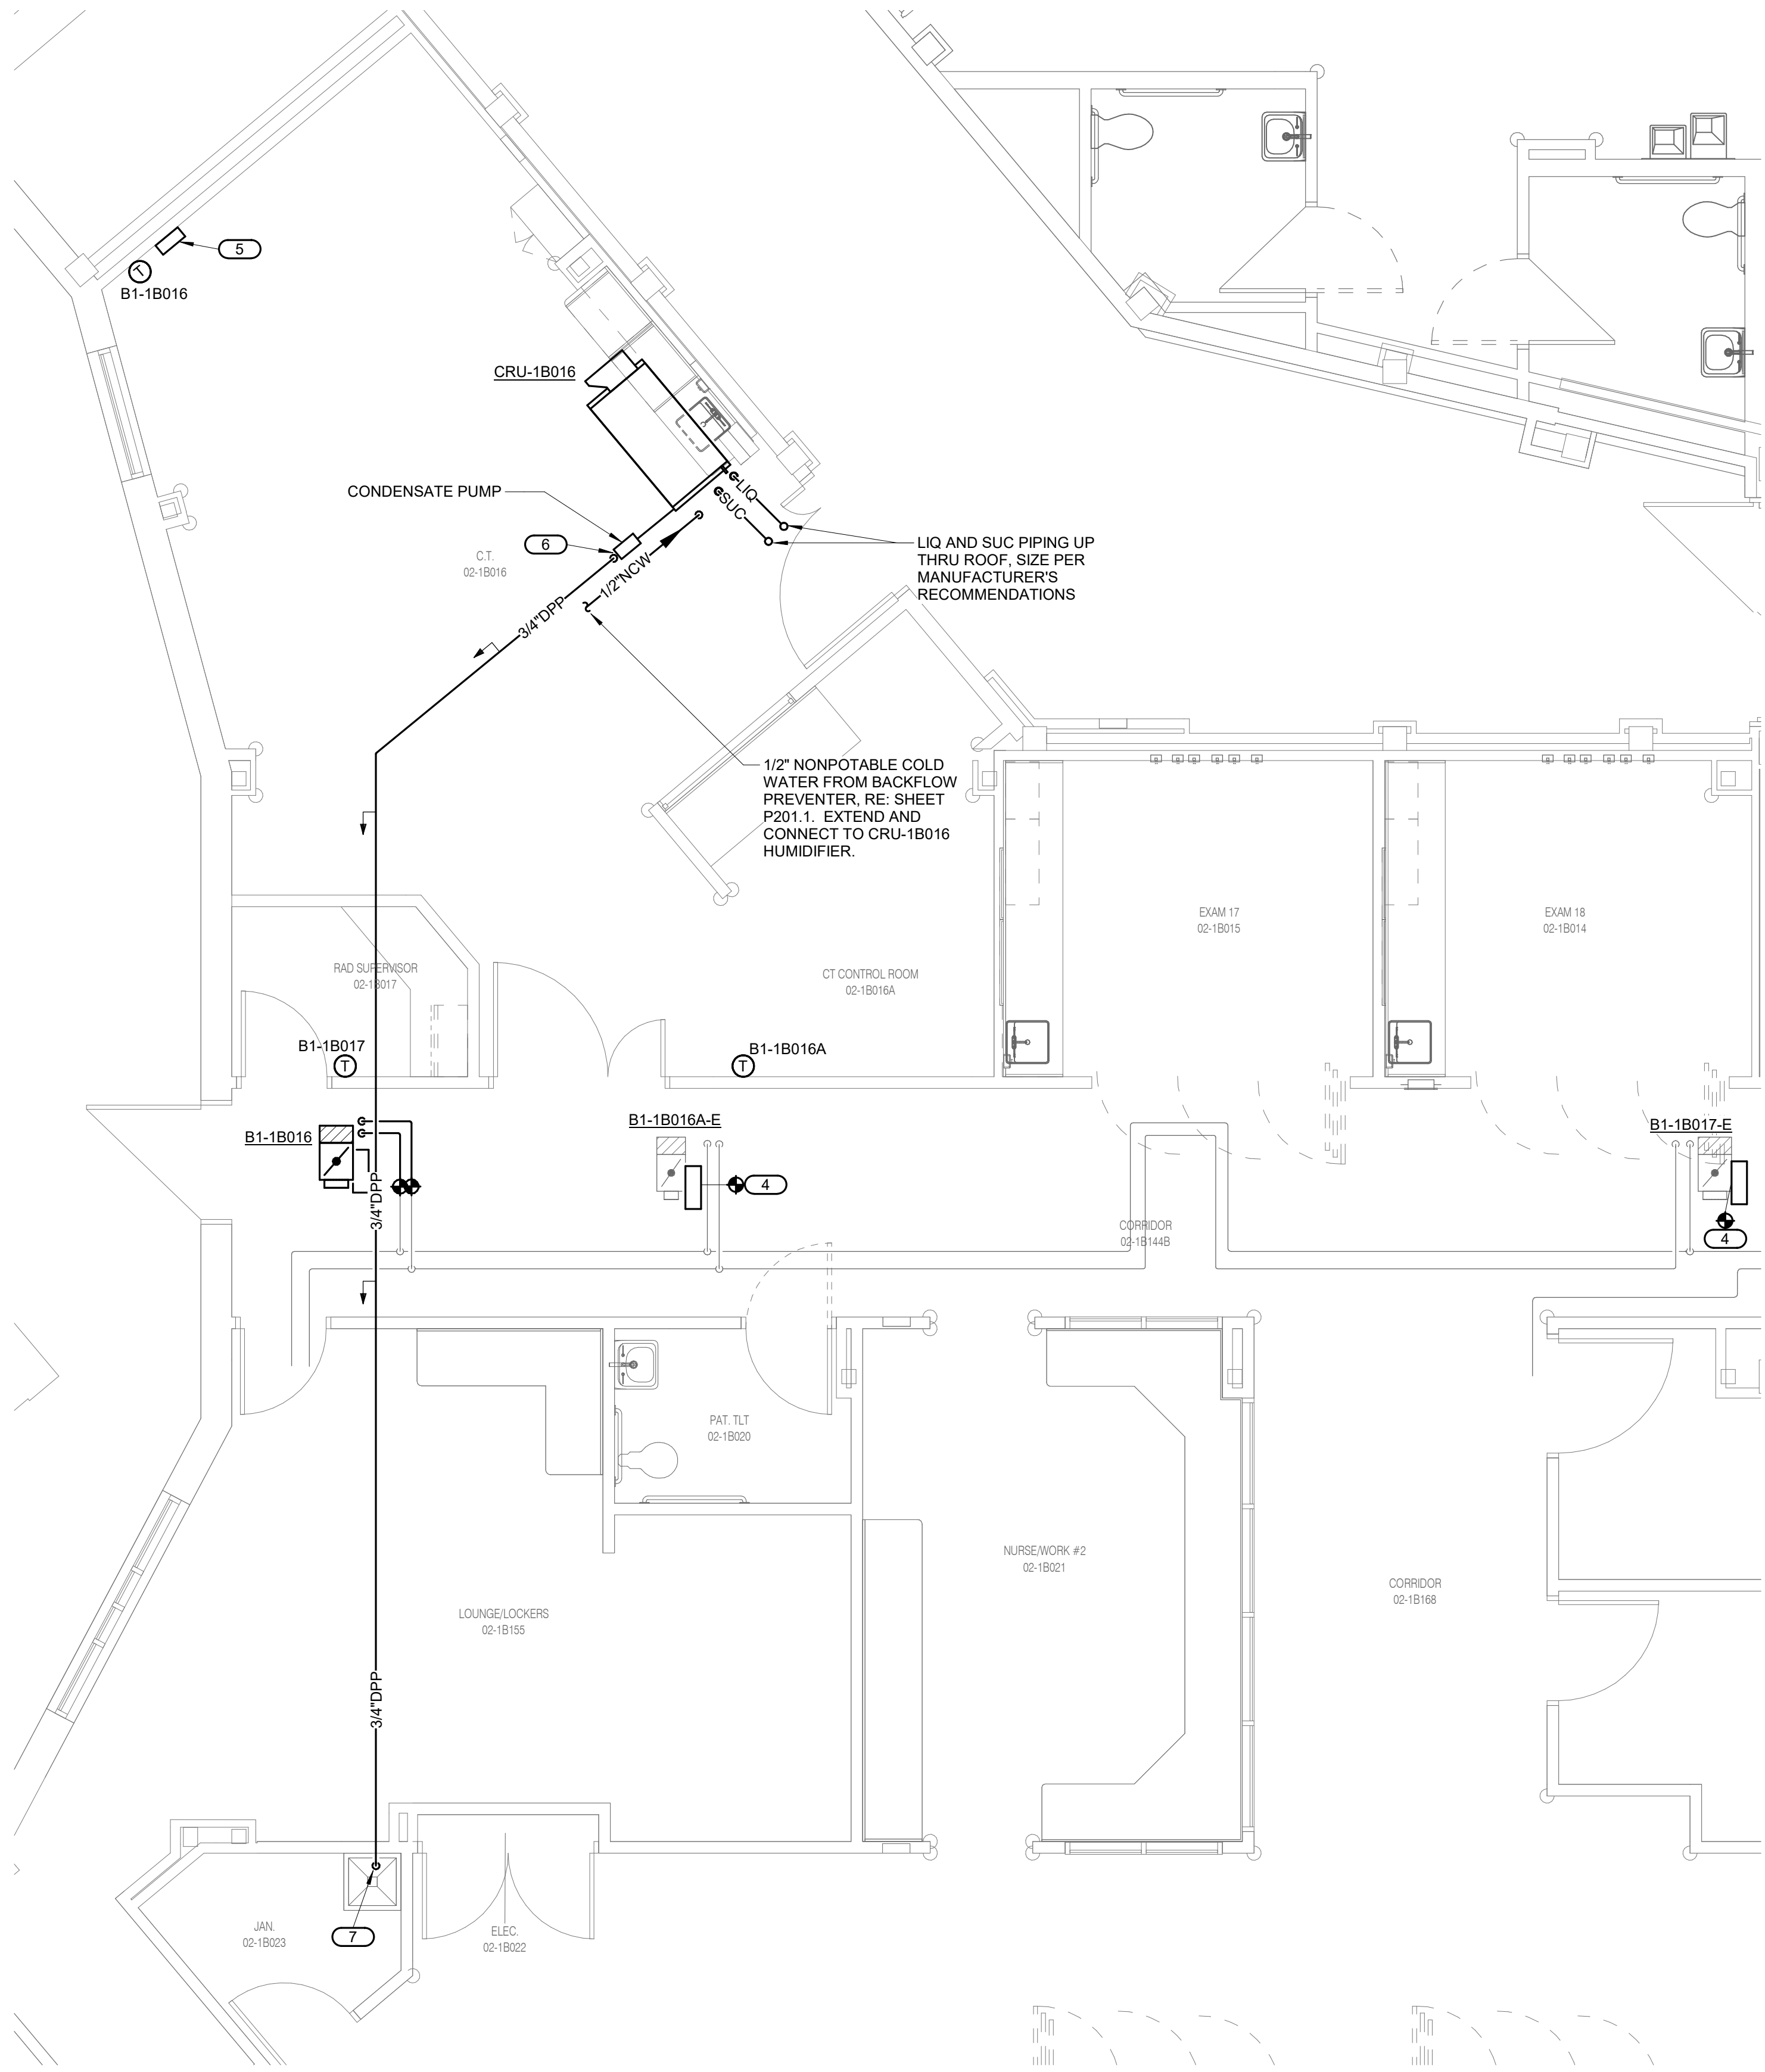 5
T
B1-1B016
CRU-1B016
CONDENSATE PUMP
LIQ
SUC
6
C.T.
02-1B016
LIQ AND SUC PIPING UP
THRU ROOF, SIZE PER
MANUFACTURER'S
RECOMMENDATIONS
1/2"NCW
3/4"DPP
1/2" NONPOTABLE COLD
WATER FROM BACKFLOW
PREVENTER, RE: SHEET
P201.1. EXTEND AND
CONNECT TO CRU-1B016
HUMIDIFIER.
EXAM 17
02-1B015
EXAM 18
02-1B014
RAD SUPERVISOR
02-1B017
CT CONTROL ROOM
02-1B016A
B1-1B017
T
B1-1B016A
T
B1-1B016
B1-1B016A-E
B1-1B017-E
4
3/4"DPP
CORRIDOR
02-1B144B
4
PAT. TLT
02-1B020
NURSE/WORK #2
02-1B021
CORRIDOR
02-1B168
LOUNGE/LOCKERS
02-1B155
3/4"DPP
JAN.
02-1B023
7
ELEC.
02-1B022